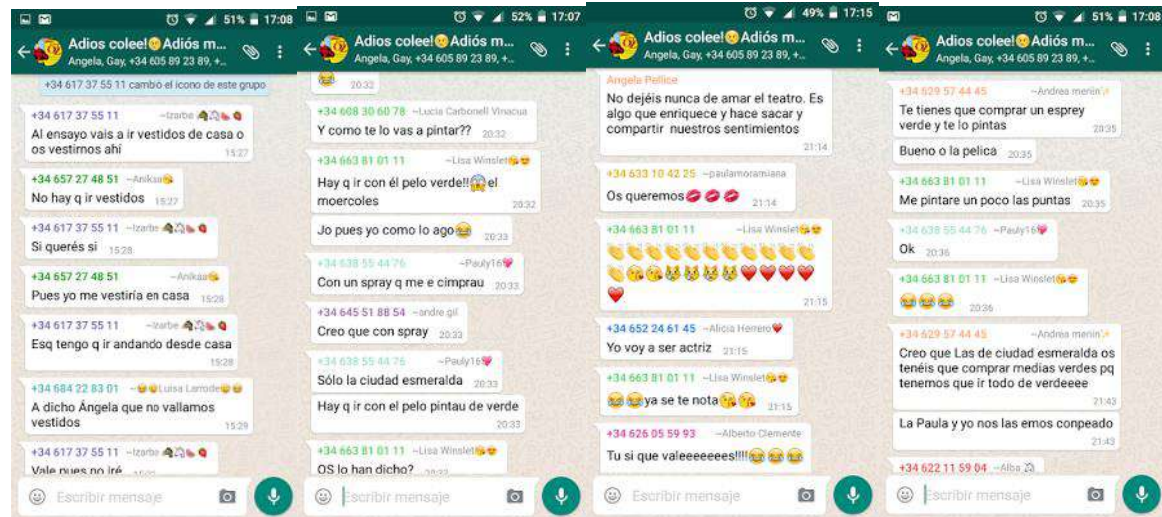 51% 17:08
Adios colee! Adiós m...
Angela, Gay, +34 605 89 23 89, +..
+34 617 37 55 11 cambió el icono de este grupo
+34 617 37 55 11 ~Izarbe
Al ensayo vais a ir vestidos de casa o
os vestirnos ahí 15:27
+34 657 27 48 51 ~Anikaa
No hay q ir vestidos 15:27
+34 617 37 55 11 ~Izarbe
Si querés si 15:28
+34 657 27 48 51 ~Anikaa
Pues yo me vestiría en casa 15:28
+34 617 37 55 11 ~Izarbe
Esq tengo q ir andando desde casa
15:28
+34 684 22 83 01 ~😆😅Luisa Larrode😅😆
A dicho Ángela que no vallamos
vestidos 15:29
+34 617 37 55 11 ~Izarbe
Vale pues no iré
Escribir mensaje
52% 17:07
Adios colee! Adiós m...
Angela, Gay, +34 605 89 23 89, +..
😂 20:32
+34 608 30 60 78 ~Lucia Carbonell Vinacua
Y como te lo vas a pintar?? 20:32
+34 663 81 01 11 ~Lisa Winslet😘😍
Hay q ir con él pelo verde!!😱el
moercoles 20:32
Jo pues yo como lo ago😂 20:33
+34 638 55 44 76 ~Pauly16💖
Con un spray q me e cimprau 20:33
+34 645 51 88 54 ~andre.gil
Creo que con spray 20:33
+34 638 55 44 76 ~Pauly16💖
Sólo la ciudad esmeralda 20:33
Hay q ir con el pelo pintau de verde
20:33
+34 663 81 01 11 ~Lisa Winslet😘😍
OS lo han dicho? 20:33
Escribir mensaje
49% 17:15
Adios colee! Adiós m...
Angela, Gay, +34 605 89 23 89, +..
Angela Pellice
No dejéis nunca de amar el teatro. Es
algo que enriquece y hace sacar y
compartir nuestros sentimientos
21:14
+34 633 10 42 25 ~paulamoramiana
Os queremos💋💋💋 21:14
+34 663 81 01 11 ~Lisa Winslet😘😍
👏👏👏👏👏👏👏👏👏👏👏
👏😘😘😿😿😿😿❤❤❤❤
❤ 21:15
+34 652 24 61 45 ~Alicia Herrero❤
Yo voy a ser actriz 21:15
+34 663 81 01 11 ~Lisa Winslet😘😍
😂😂ya se te nota😘😘 21:15
+34 626 05 59 93 ~Alberto Clemente
Tu si que valeeeeeees!!!!😂😂😂
Escribir mensaje
51% 17:08
Adios colee! Adiós m...
Angela, Gay, +34 605 89 23 89, +..
+34 629 57 44 45 ~Andrea menin
Te tienes que comprar un esprey
verde y te lo pintas 20:35
Bueno o la pelica 20:35
+34 663 81 01 11 ~Lisa Winslet😘😍
Me pintare un poco las puntas 20:35
+34 638 55 44 76 ~Pauly16💖
Ok 20:36
+34 663 81 01 11 ~Lisa Winslet😘😍
😂😂😂 20:36
+34 629 57 44 45 ~Andrea menin
Creo que Las de ciudad esmeralda os
tenéis que comprar medias verdes pq
tenemos que ir todo de verdeeee
21:43
La Paula y yo nos las emos conpeado
21:43
+34 622 11 59 04 ~Alba
Escribir mensaje